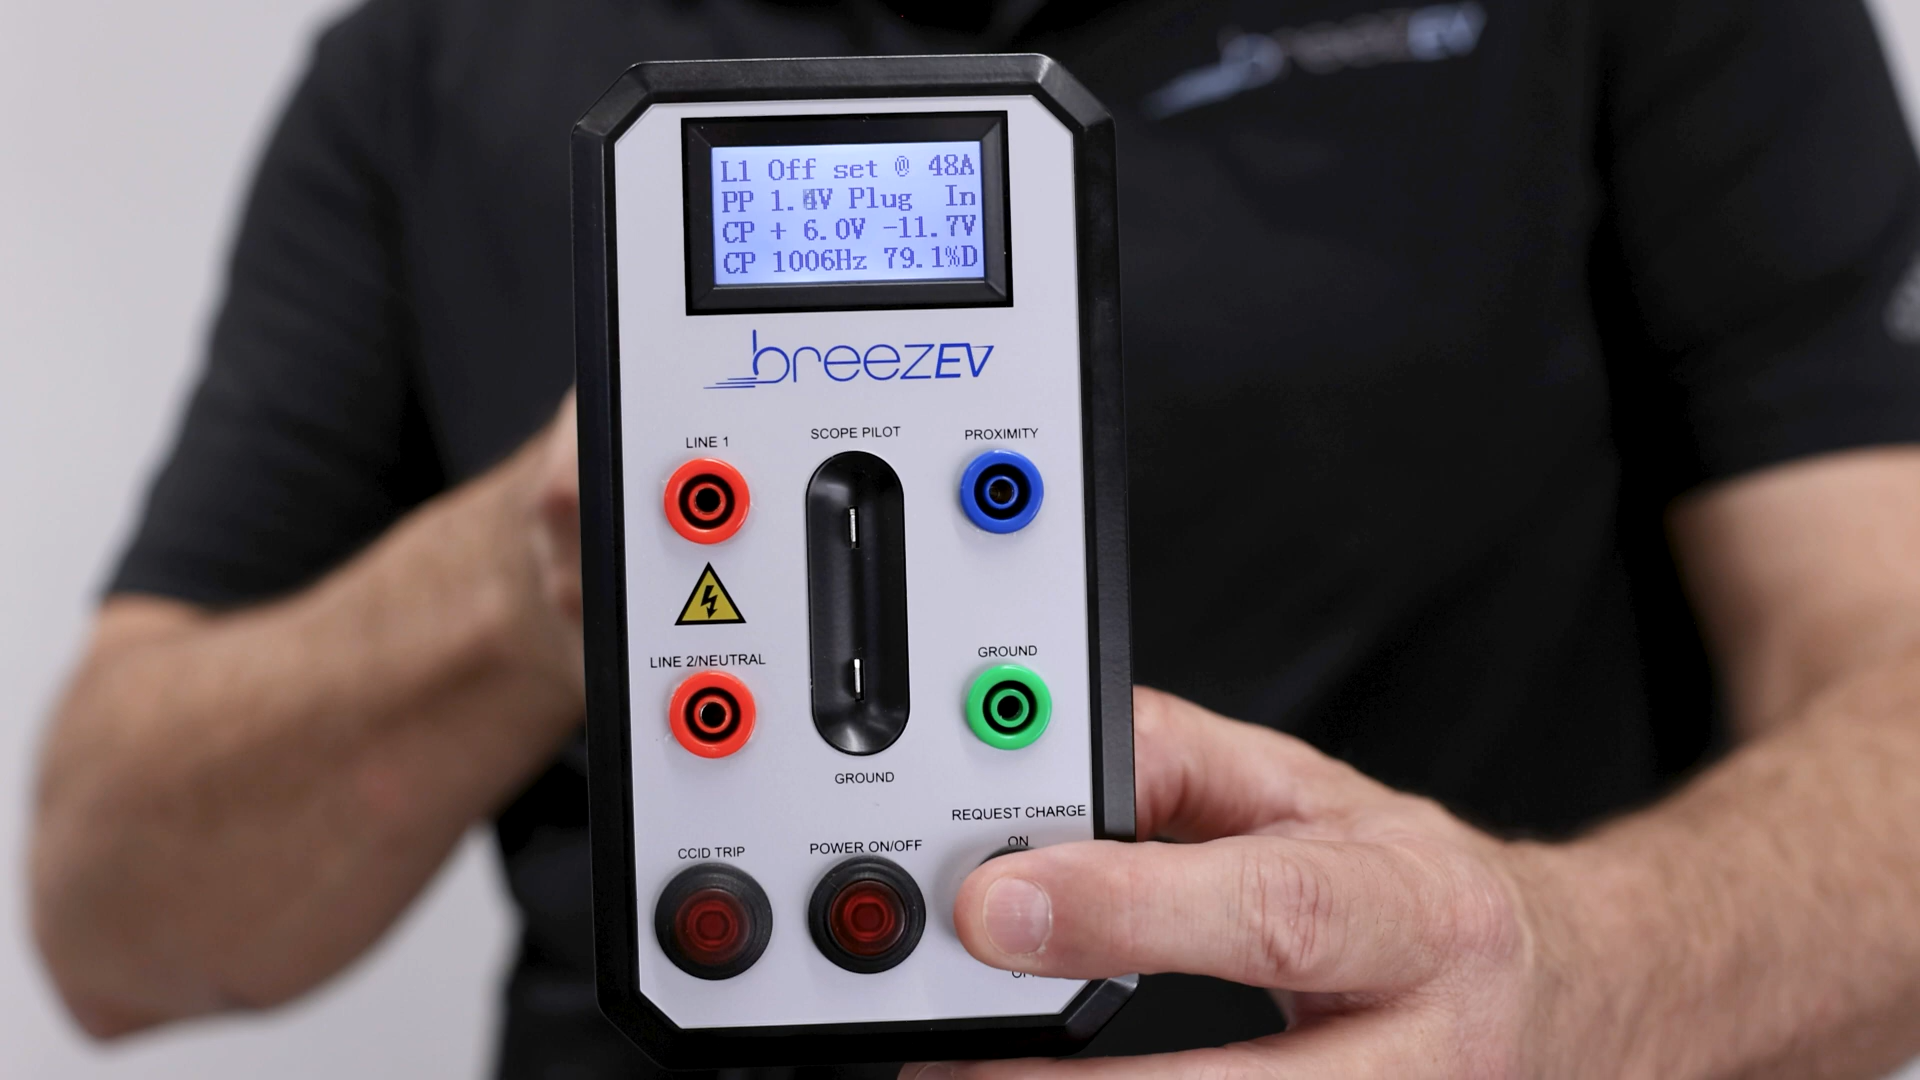 breezEV
L1 Off set @ 48A
PP Plug In
CP + 6.0V -11.7V
CP 1006Hz 79.1%D
breezEV
LINE 1
SCOPE PILOT
PROXIMITY
LINE 2/NEUTRAL
GROUND
GROUND
REQUEST CHARGE
ON
CCID TRIP
POWER ON/OFF